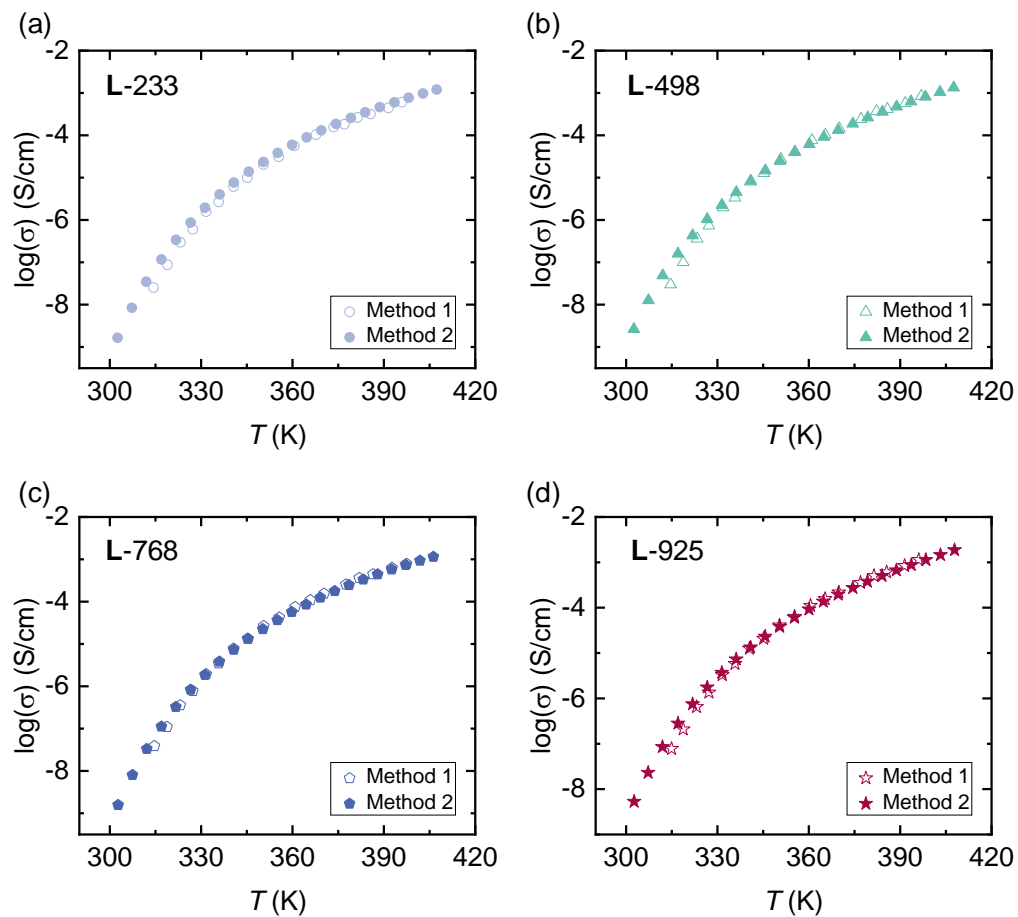 (a)
L-233
log(σ) (S/cm)
-2
-4
-6
-8
Method 1
Method 2
300 330 360 390 420
T (K)
(b)
L-498
log(σ) (S/cm)
-2
-4
-6
-8
Method 1
Method 2
300 330 360 390 420
T (K)
(c)
L-768
log(σ) (S/cm)
-2
-4
-6
-8
Method 1
Method 2
300 330 360 390 420
T (K)
(d)
L-925
log(σ) (S/cm)
-2
-4
-6
-8
Method 1
Method 2
300 330 360 390 420
T (K)